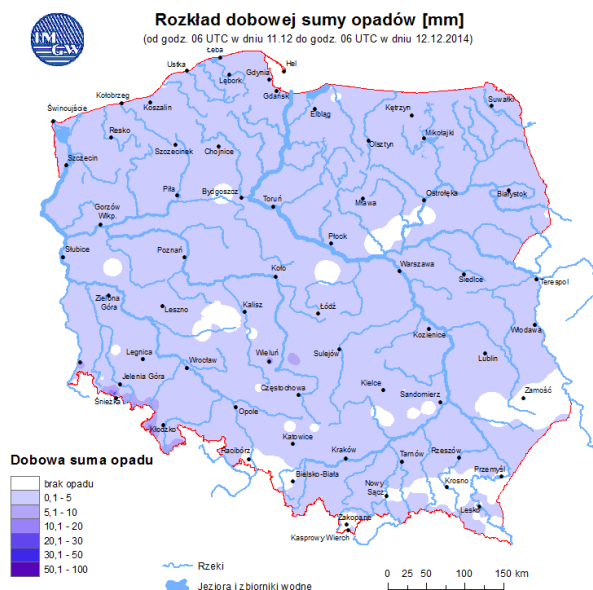 Rozkład dobowej sumy opadów [mm]
(od godz. 06 UTC w dniu 11.12 do godz. 06 UTC w dniu 12.12.2014)
IM
GW
Łeba
Ustka
Hel
Gdynia
Lębork
Gdańsk
Kołobrzeg
Koszalin
Suwałki
Świnoujście
Elbląg
Kętrzyn
Resko
Mikołajki
Olsztyn
Szczecinek
Chojnice
Szczecin
Piła
Bydgoszcz
Toruń
Mława
Ostrołęka
Białystok
Gorzów
Wlkp.
Płock
Słubice
Poznań
Koło
Warszawa
Siedlce
Terespol
Zielona
Góra
Leszno
Kalisz
Łódź
Kozienice
Włodawa
Legnica
Wrocław
Wieluń
Sulejów
Lublin
Jelenia Góra
Śnieżka
Częstochowa
Kielce
Sandomierz
Zamość
Opole
Kłodzko
Katowice
Racibórz
Kraków
Tarnów
Rzeszów
Przemyśl
Bielsko-Biała
Nowy
Sącz
Krosno
Lesko
Zakopane
Kasprowy Wierch
Dobowa suma opadu
brak opadu
0,1 - 5
5,1 - 10
10,1 - 20
20,1 - 30
30,1 - 50
50,1 - 100
Rzeki
Jeziora i zbiorniki wodne
0 25 50 100 150 km